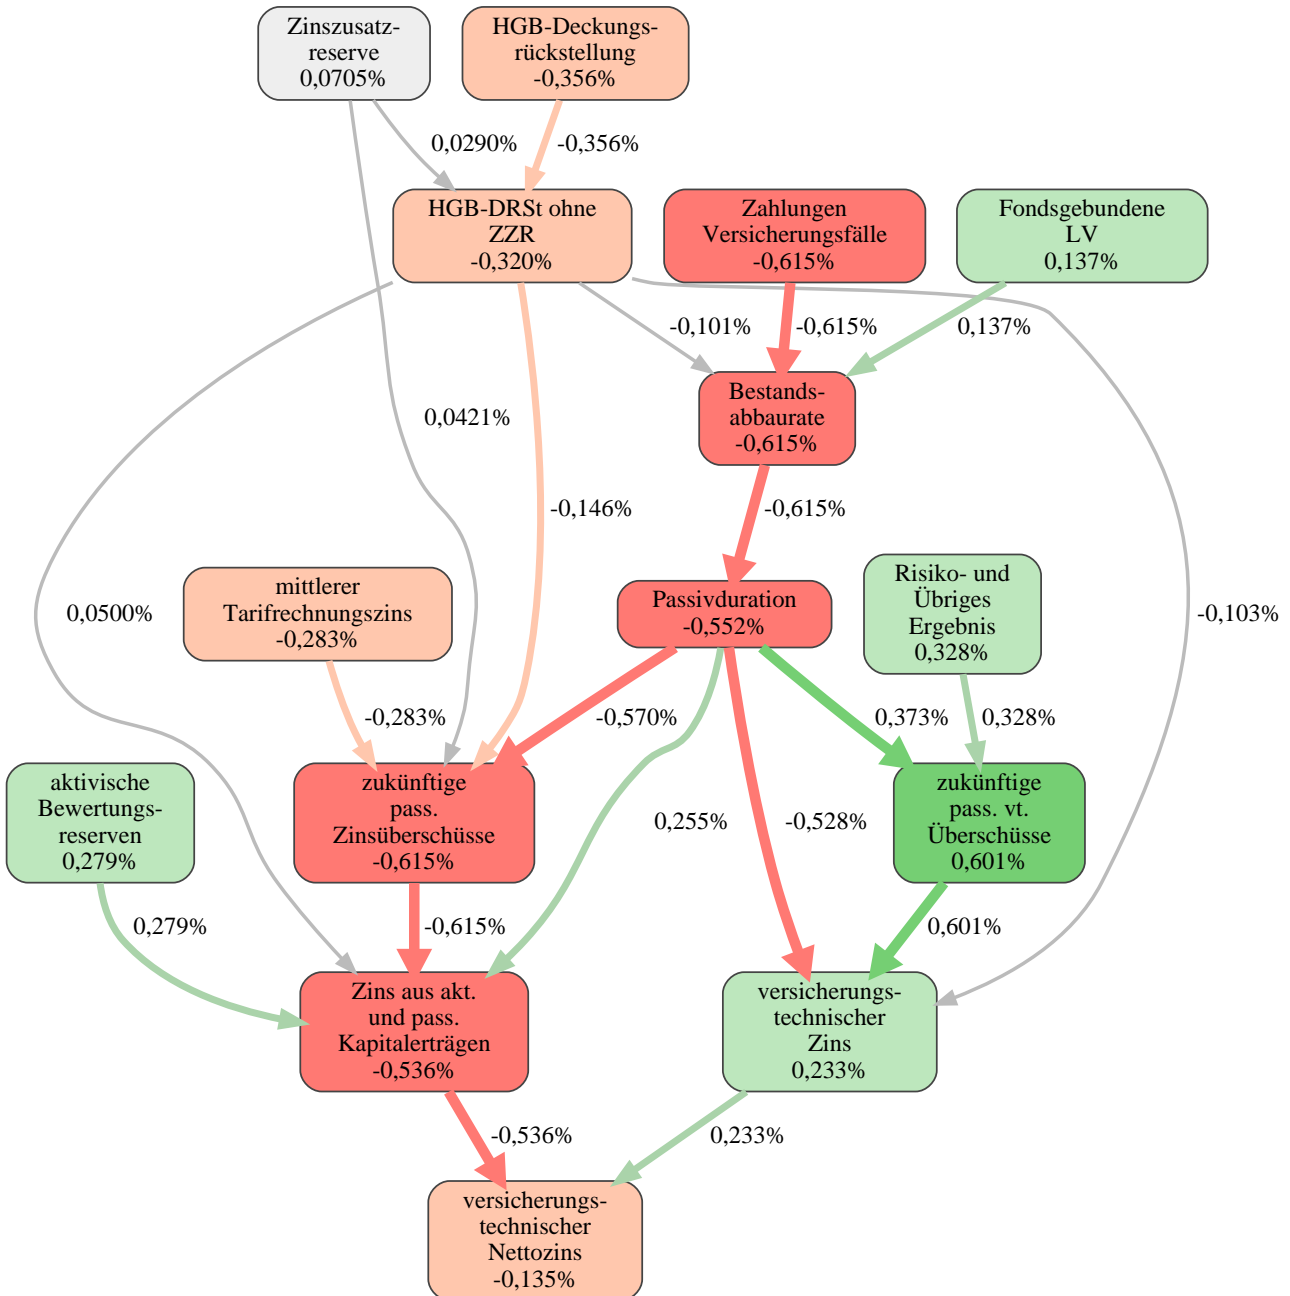 Zinszusatz-
reserve
0,0705%
HGB-Deckungs-
rückstellung
-0,356%
0,0290%
-0,356%
HGB-DRSt ohne
ZZR
-0,320%
Zahlungen
Versicherungsfälle
-0,615%
Fondsgebundene
LV
0,137%
-0,101%
-0,615%
0,137%
Bestands-
abbaurate
-0,615%
0,0421%
-0,146%
-0,615%
mittlerer
Tarifrechnungszins
-0,283%
Passivduration
-0,552%
Risiko- und
Übriges
Ergebnis
0,328%
0,0500%
-0,103%
-0,283%
-0,570%
0,373%
0,328%
aktivische
Bewertungs-
reserven
0,279%
zukünftige
pass.
Zinsüberschüsse
-0,615%
0,255%
-0,528%
zukünftige
pass. vt.
Überschüsse
0,601%
0,279%
-0,615%
0,601%
Zins aus akt.
und pass.
Kapitalerträgen
-0,536%
versicherungs-
technischer
Zins
0,233%
-0,536%
0,233%
versicherungs-
technischer
Nettozins
-0,135%